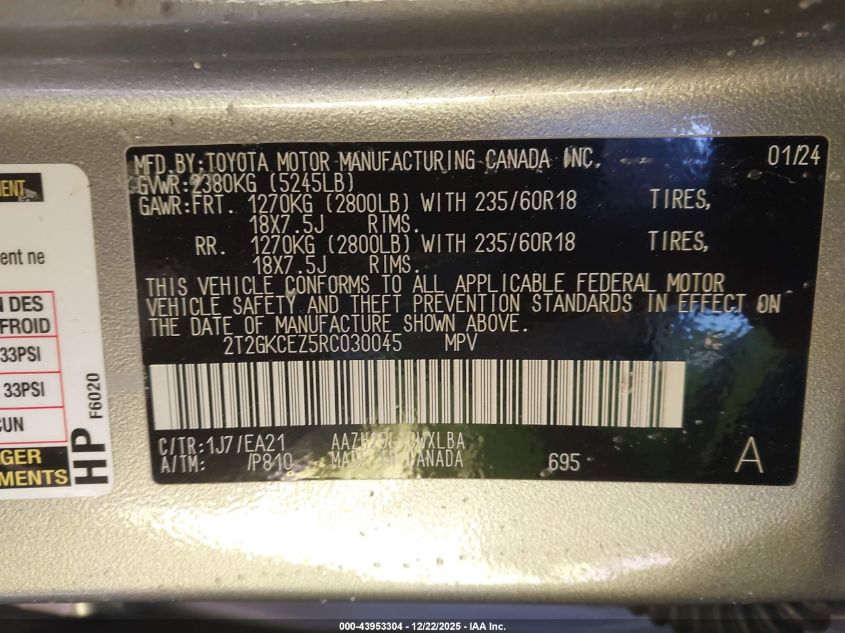 MFD.BY:TOYOTA MOTOR MANUFACTURING CANADA INC. 01/24
GVWR:2380KG (5245LB)
GAWR:FRT. 1270KG (2800LB) WITH 235/60R18 TIRES,
18X7.5J RIMS.
RR. 1270KG (2800LB) WITH 235/60R18 TIRES,
18X7.5J RIMS.
THIS VEHICLE CONFORMS TO ALL APPLICABLE FEDERAL MOTOR
VEHICLE SAFETY AND THEFT PREVENTION STANDARDS IN EFFECT ON
THE DATE OF MANUFACTURE SHOWN ABOVE.
2T2GKCEZ5RC030045 MPV
C/TR:1J7/EA21
A/TM: /P810 MADE IN CANADA 695 A
ent ne
N DES
FROID
33PSI
33PSI
CUN
GER
MENTS
HP F6020
000-43953304 - 12/22/2025 - IAA Inc.